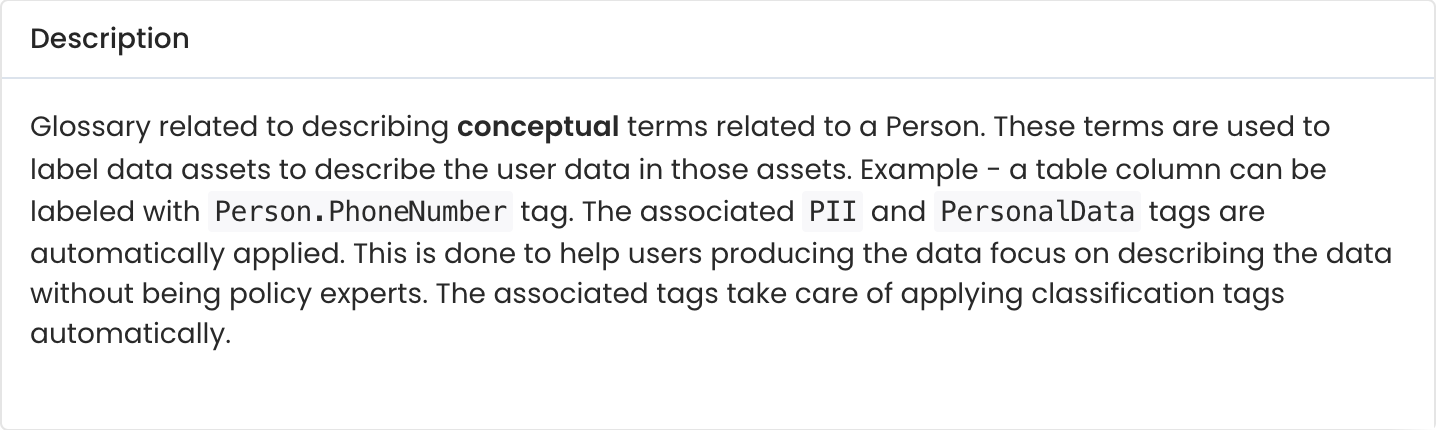 Description
Glossary related to describing conceptual terms related to a Person. These terms are used to
label data assets to describe the user data in those assets. Example - a table column can be
labeled with Person.PhoneNumber tag. The associated PII and PersonalData tags are
automatically applied. This is done to help users producing the data focus on describing the data
without being policy experts. The associated tags take care of applying classification tags
automatically.